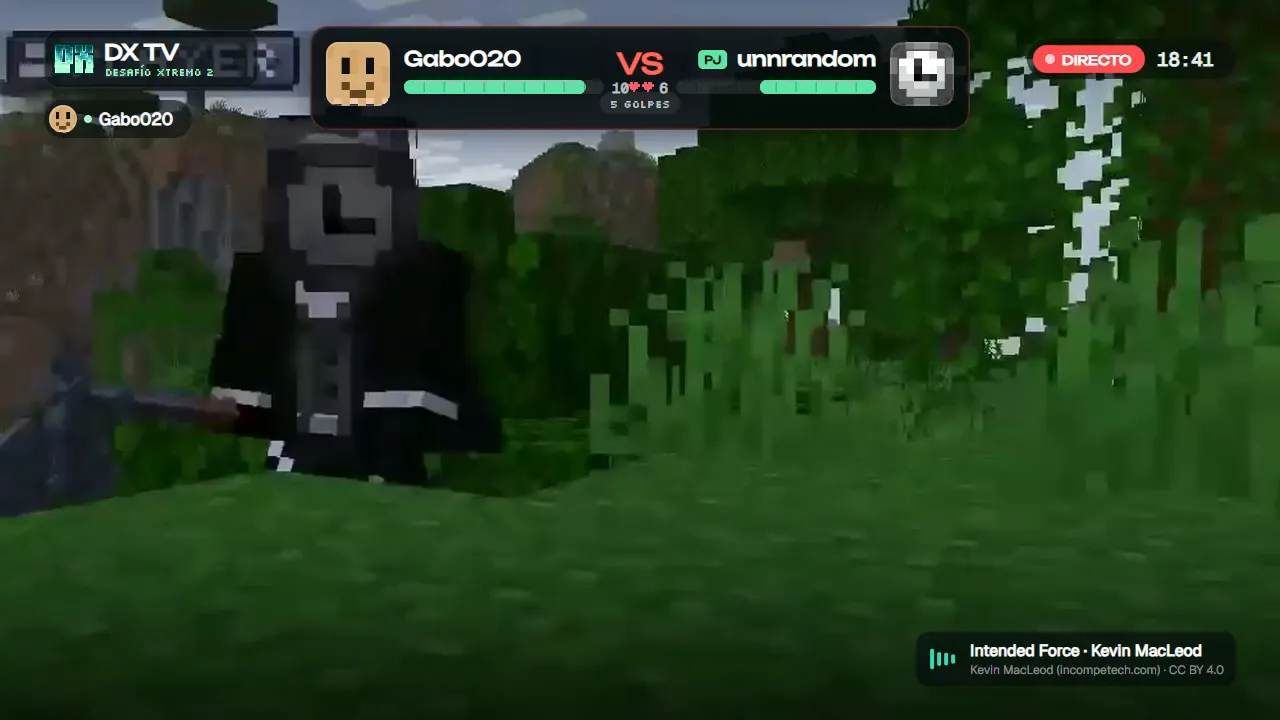 DX TV
DESAFÍO XTREMO 2
Gabo020
Gabo020
VS
10 6
5 GOLPES
PJ unnrandom
DIRECTO 18:41
Intended Force · Kevin MacLeod
Kevin MacLeod (incompetech.com) · CC BY 4.0